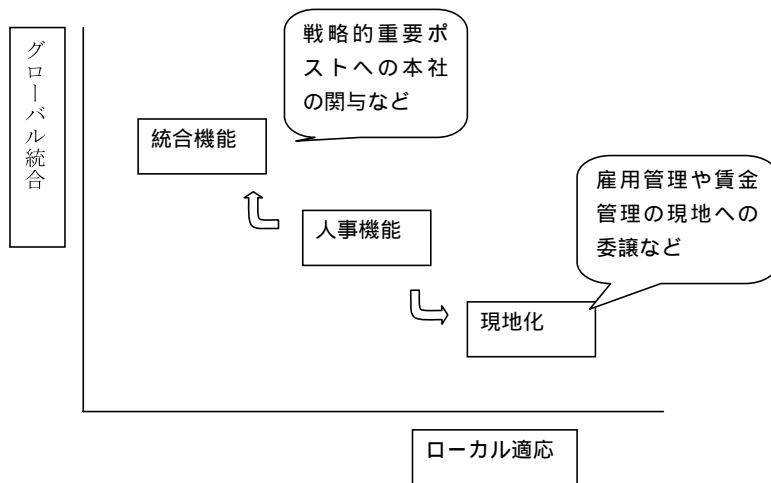 グローバル統合
戦略的重要ポ
ストへの本社
の関与など
統合機能
雇用管理や賃金
管理の現地への
委譲など
人事機能
現地化
ローカル適応